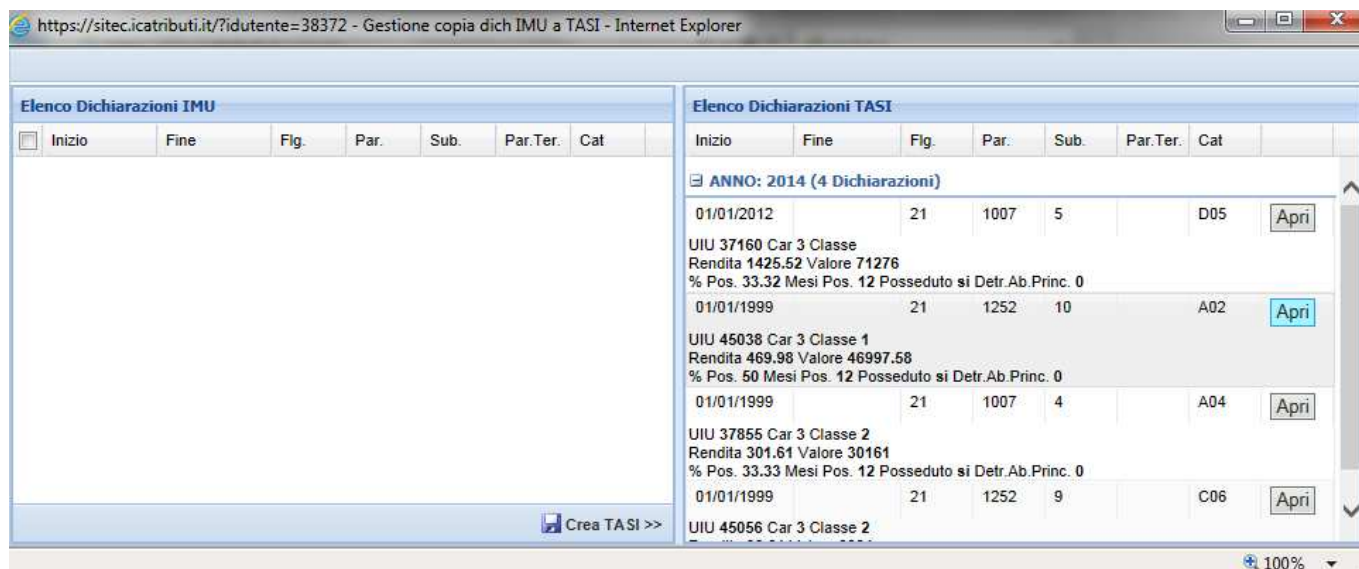 https://sitec.icatributi.it/?idutente=38372 - Gestione copia dich IMU a TASI - Internet Explorer
Elenco Dichiarazioni IMU
Inizio Fine Flg. Par. Sub. Par.Ter. Cat
Crea TASI >>
Elenco Dichiarazioni TASI
Inizio Fine Flg. Par. Sub. Par.Ter. Cat
ANNO: 2014 (4 Dichiarazioni)
01/01/2012 21 1007 5 D05 Apri
UIU 37160 Car 3 Classe
Rendita 1425.52 Valore 71276
% Pos. 33.32 Mesi Pos. 12 Posseduto si Detr.Ab.Princ. 0
01/01/1999 21 1252 10 A02 Apri
UIU 45038 Car 3 Classe 1
Rendita 469.98 Valore 46997.58
% Pos. 50 Mesi Pos. 12 Posseduto si Detr.Ab.Princ. 0
01/01/1999 21 1007 4 A04 Apri
UIU 37855 Car 3 Classe 2
Rendita 301.61 Valore 30161
% Pos. 33.33 Mesi Pos. 12 Posseduto si Detr.Ab.Princ. 0
01/01/1999 21 1252 9 C06 Apri
UIU 45056 Car 3 Classe 2
100%